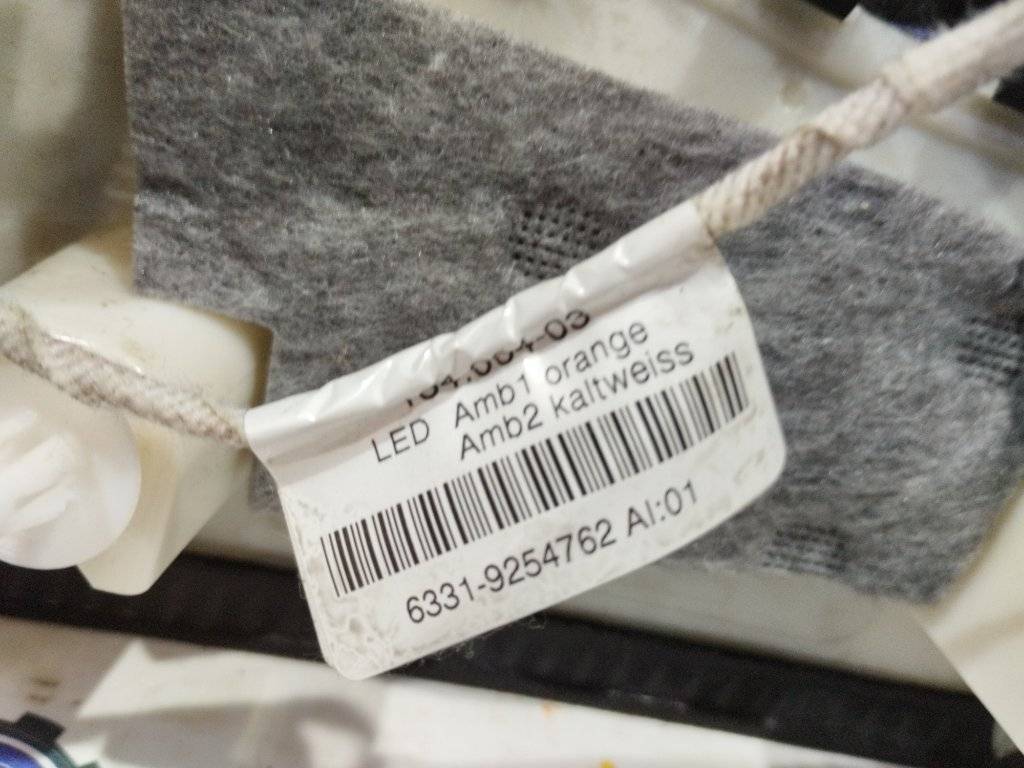 LED Amb1 orange
Amb2 kaltweiss
6331-9254762 AI:01